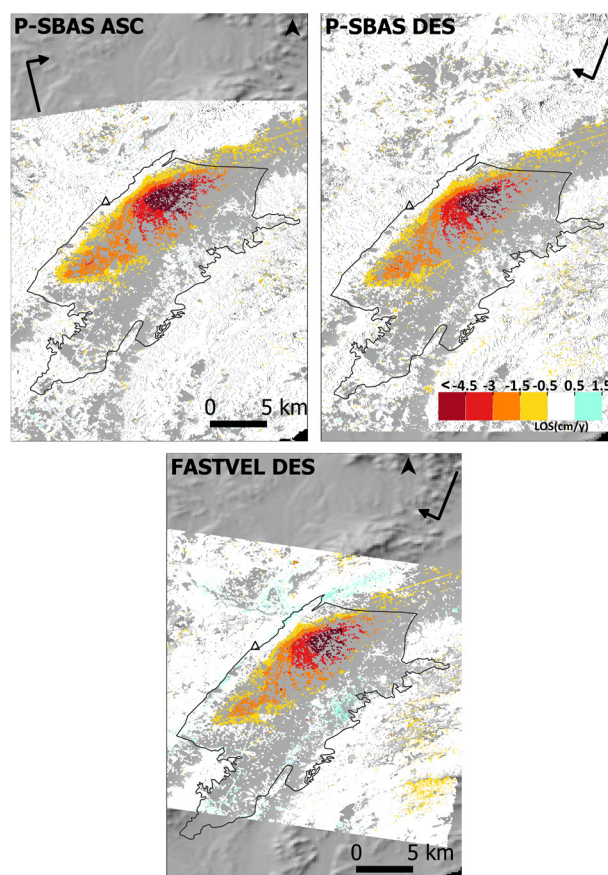 P-SBAS ASC
P-SBAS DES
0 5 km
< -4.5 -3 -1.5 -0.5 0.5 1.5
LOS(cm/y)
FASTVEL DES
0 5 km